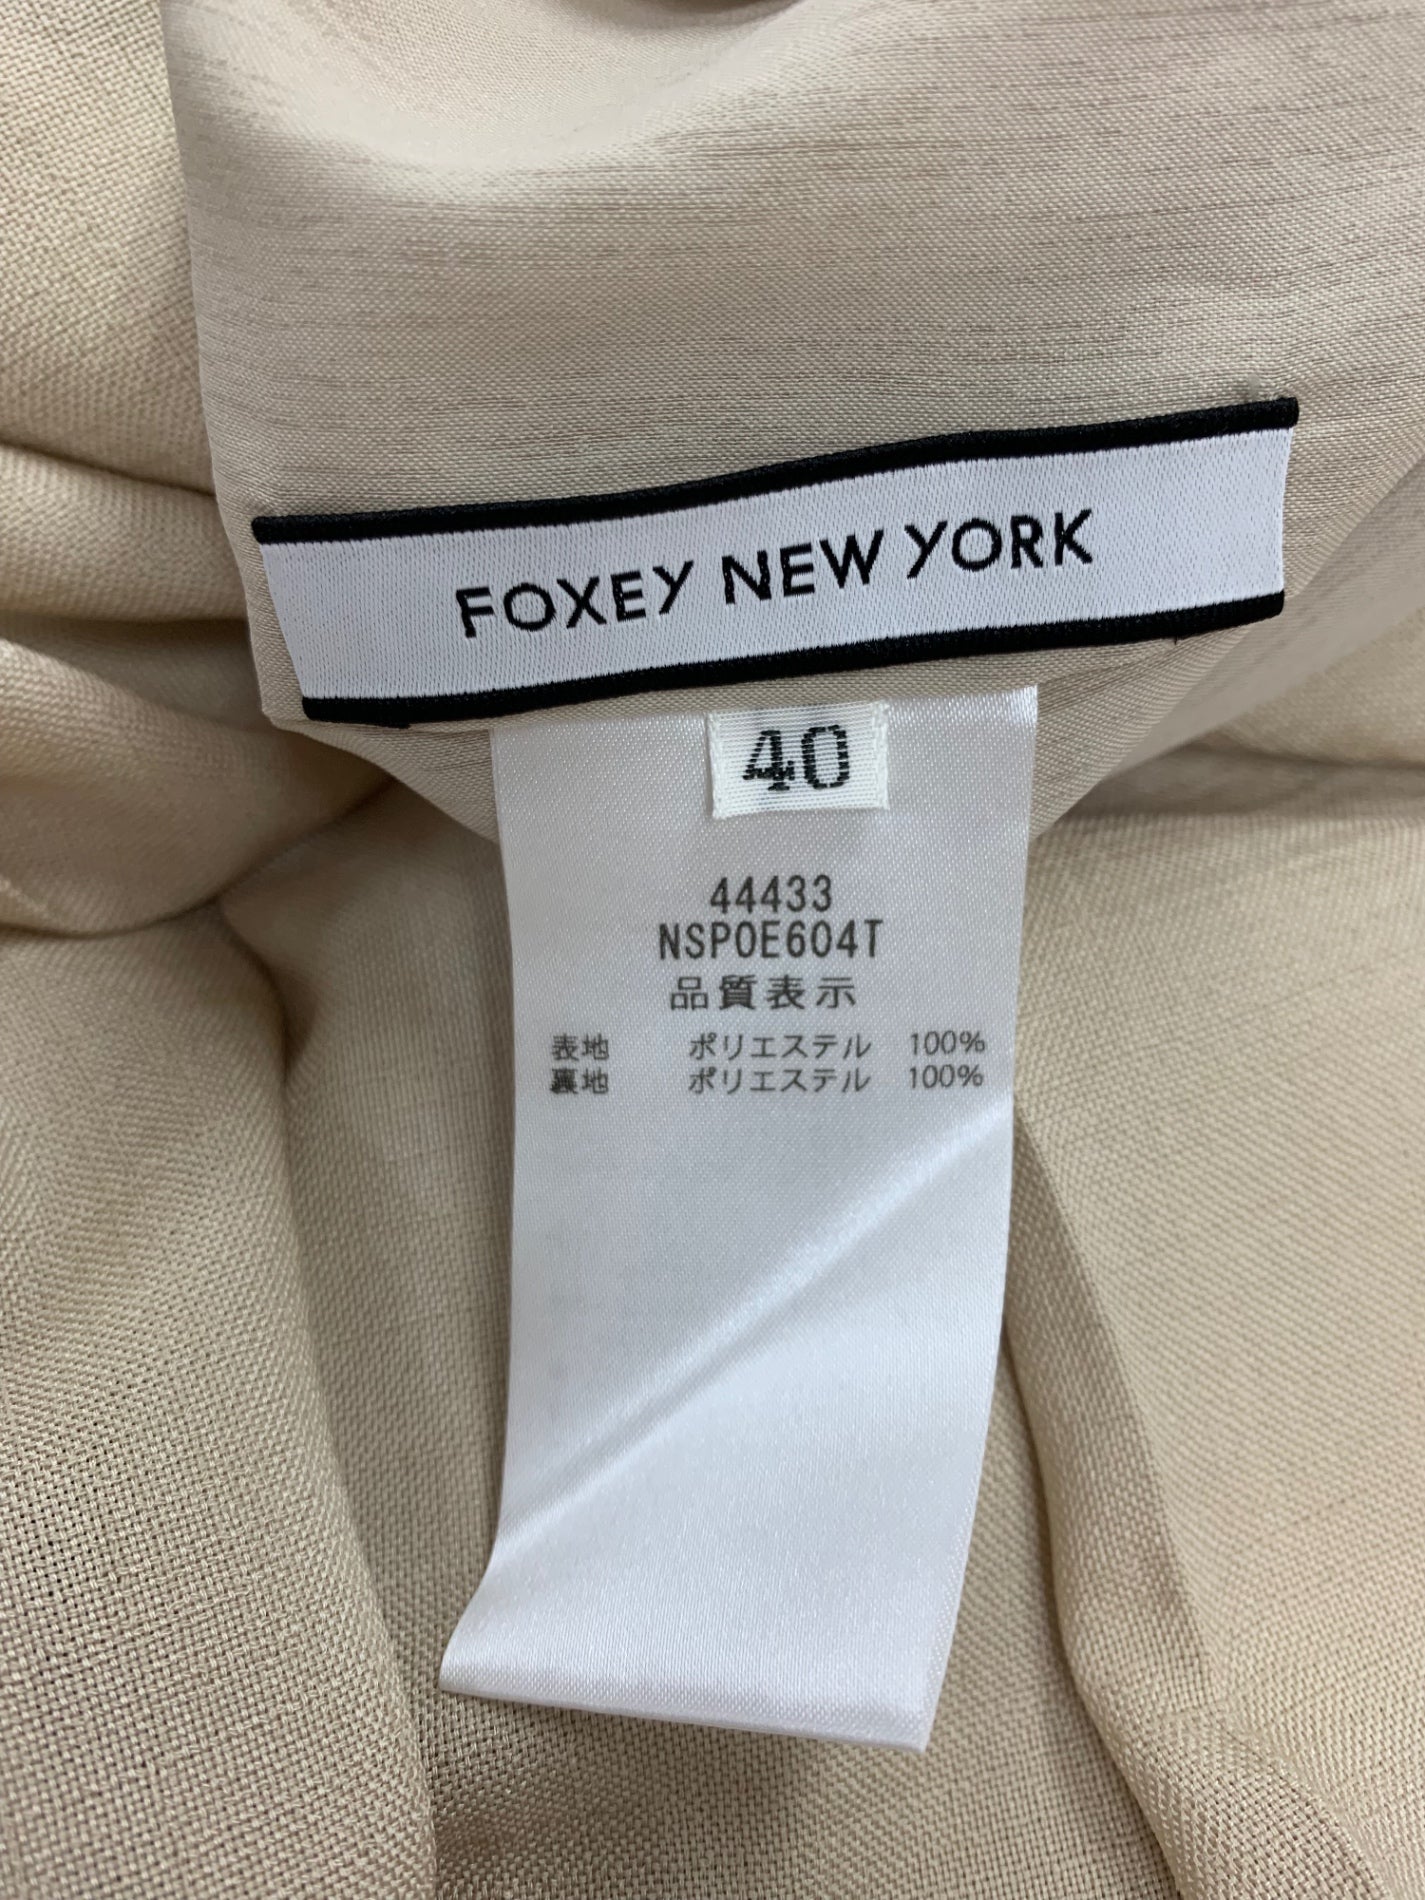 FOXEY NEW YORK
40
44433
NSPOE604T
品質表示
表地 ポリエステル 100%
裏地 ポリエステル 100%